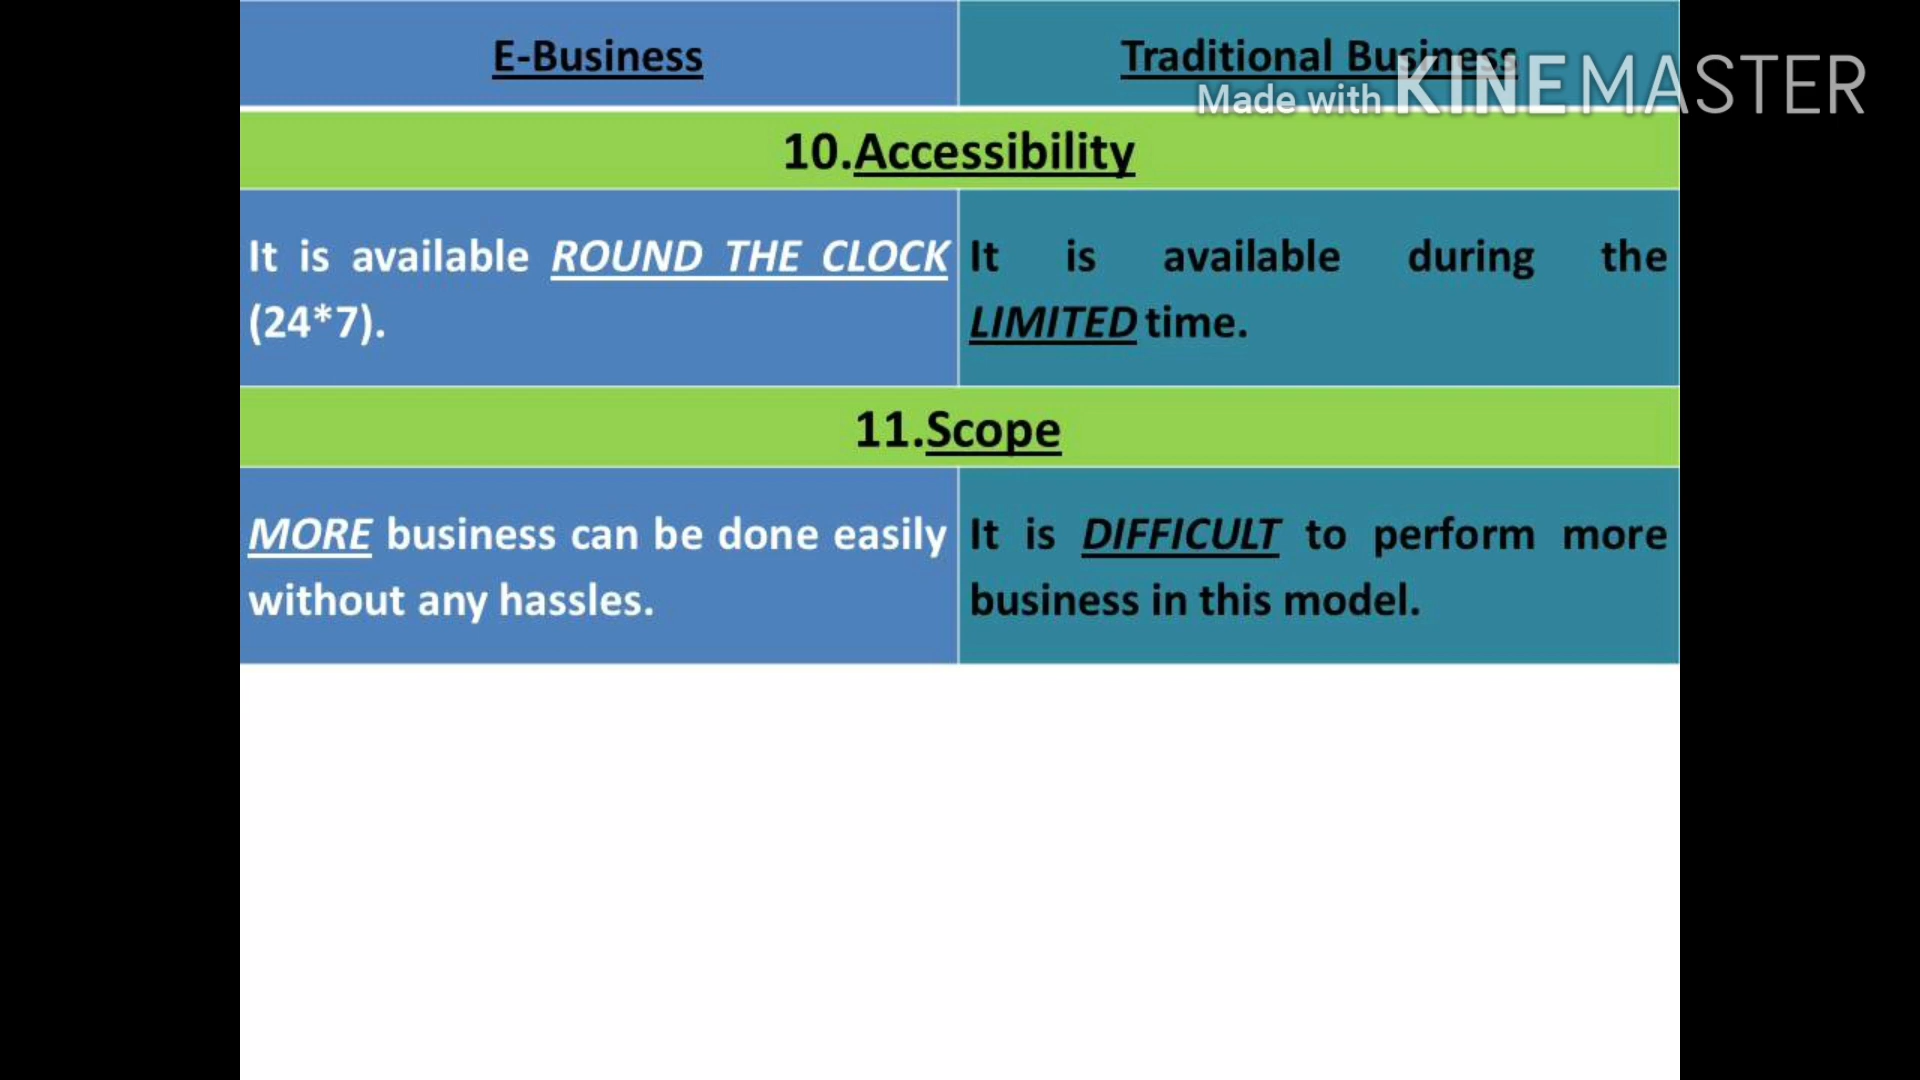 E-Business
Traditional Business
Made with KINEMASTER
10.Accessibility
It is available ROUND THE CLOCK
(24*7).
It is available during the
LIMITED time.
11.Scope
MORE business can be done easily
without any hassles.
It is DIFFICULT to perform more
business in this model.